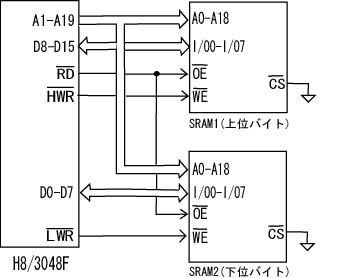 A1-A19
D8-D15
RD
HWR
D0-D7
LWR
H8/3048F
A0-A18
I/O0-I/O7
OE
WE
CS
SRAM1(上位バイト)
A0-A18
I/O0-I/O7
OE
WE
CS
SRAM2(下位バイト)